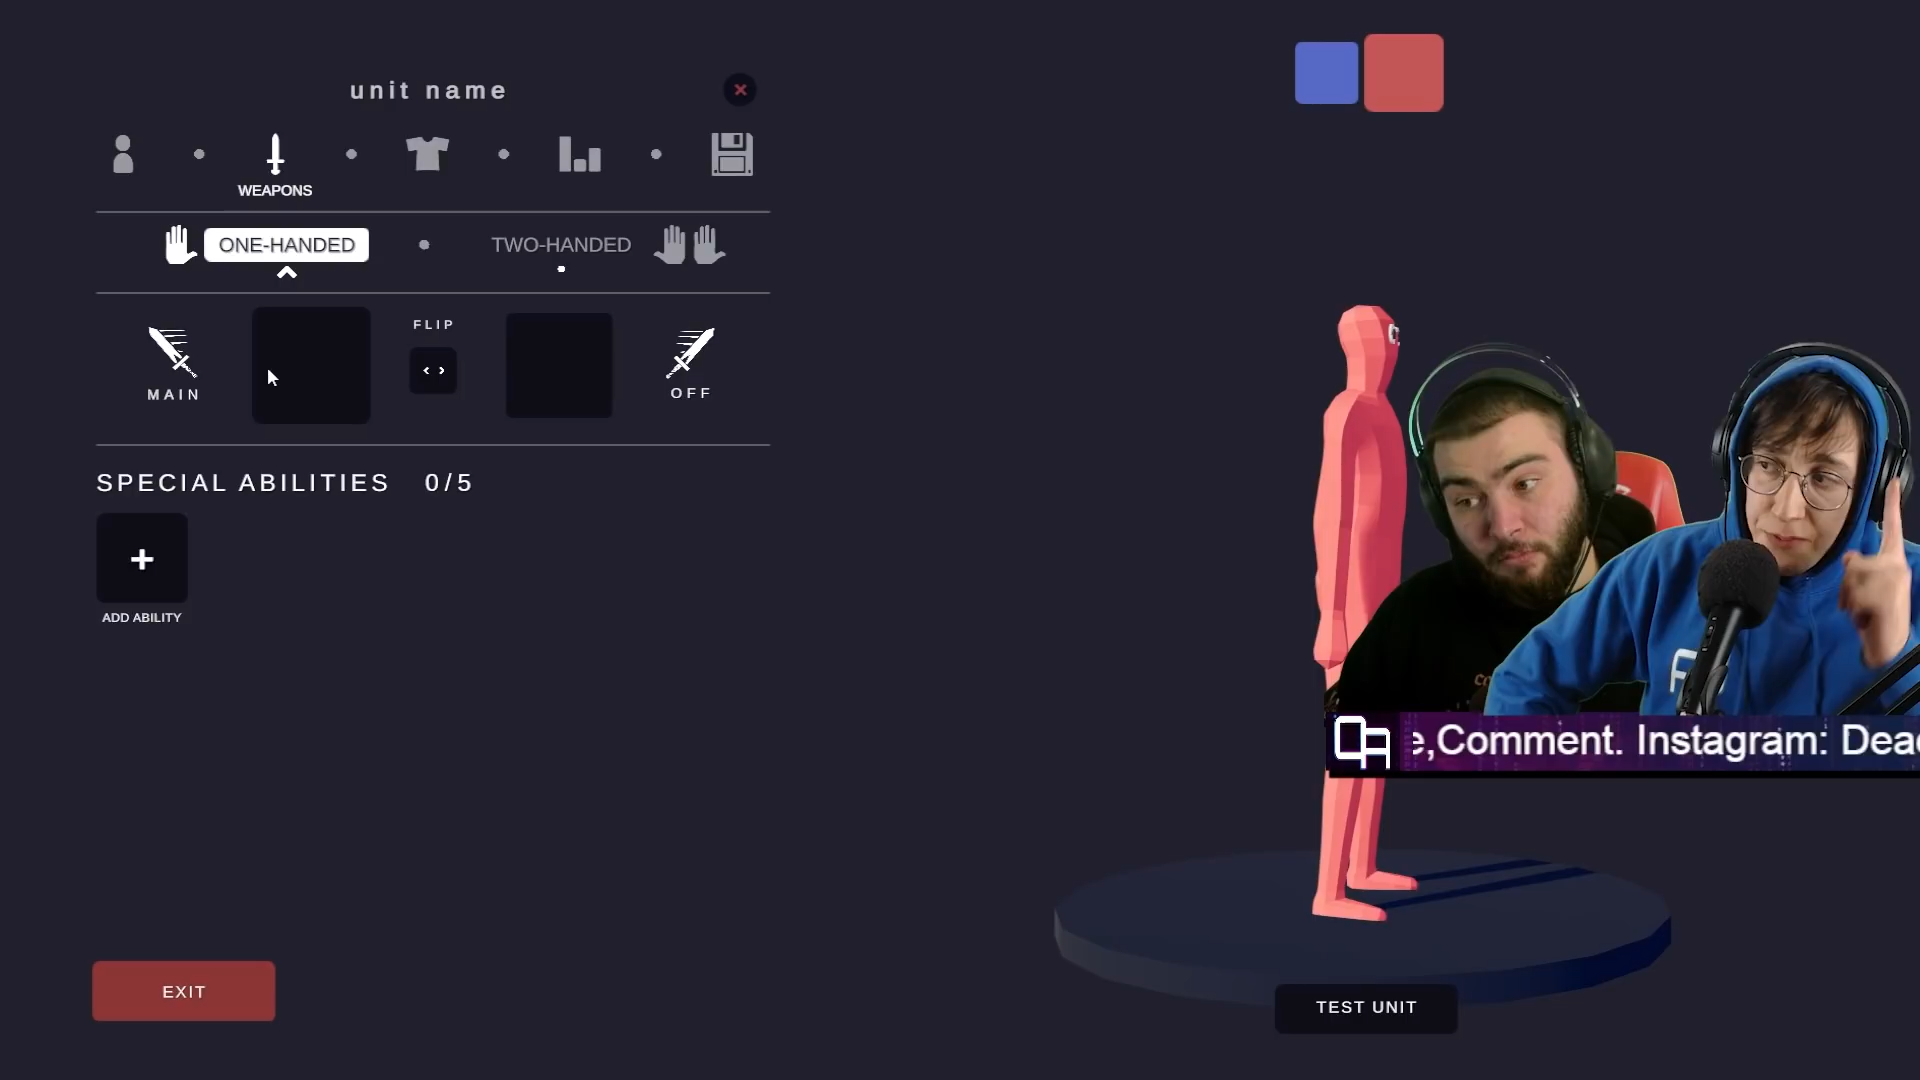 unit name
WEAPONS
ONE-HANDED
TWO-HANDED
MAIN
FLIP
OFF
SPECIAL ABILITIES 0/5
ADD ABILITY
,Comment. Instagram:
EXIT
TEST UNIT